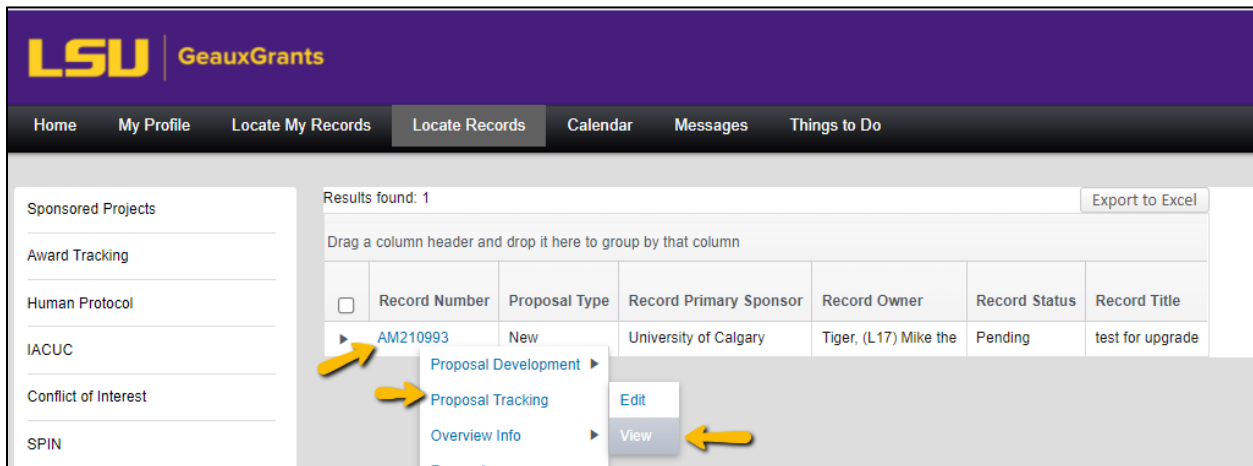 LSU GeauxGrants
Home My Profile Locate My Records Locate Records Calendar Messages Things to Do
Sponsored Projects
Award Tracking
Human Protocol
IACUC
Conflict of Interest
SPIN
Results found: 1 Export to Excel
Drag a column header and drop it here to group by that column
Record Number Proposal Type Record Primary Sponsor Record Owner Record Status Record Title
AM210993 New University of Calgary Tiger, (L17) Mike the Pending test for upgrade
Proposal Development
Proposal Tracking Edit
Overview Info View